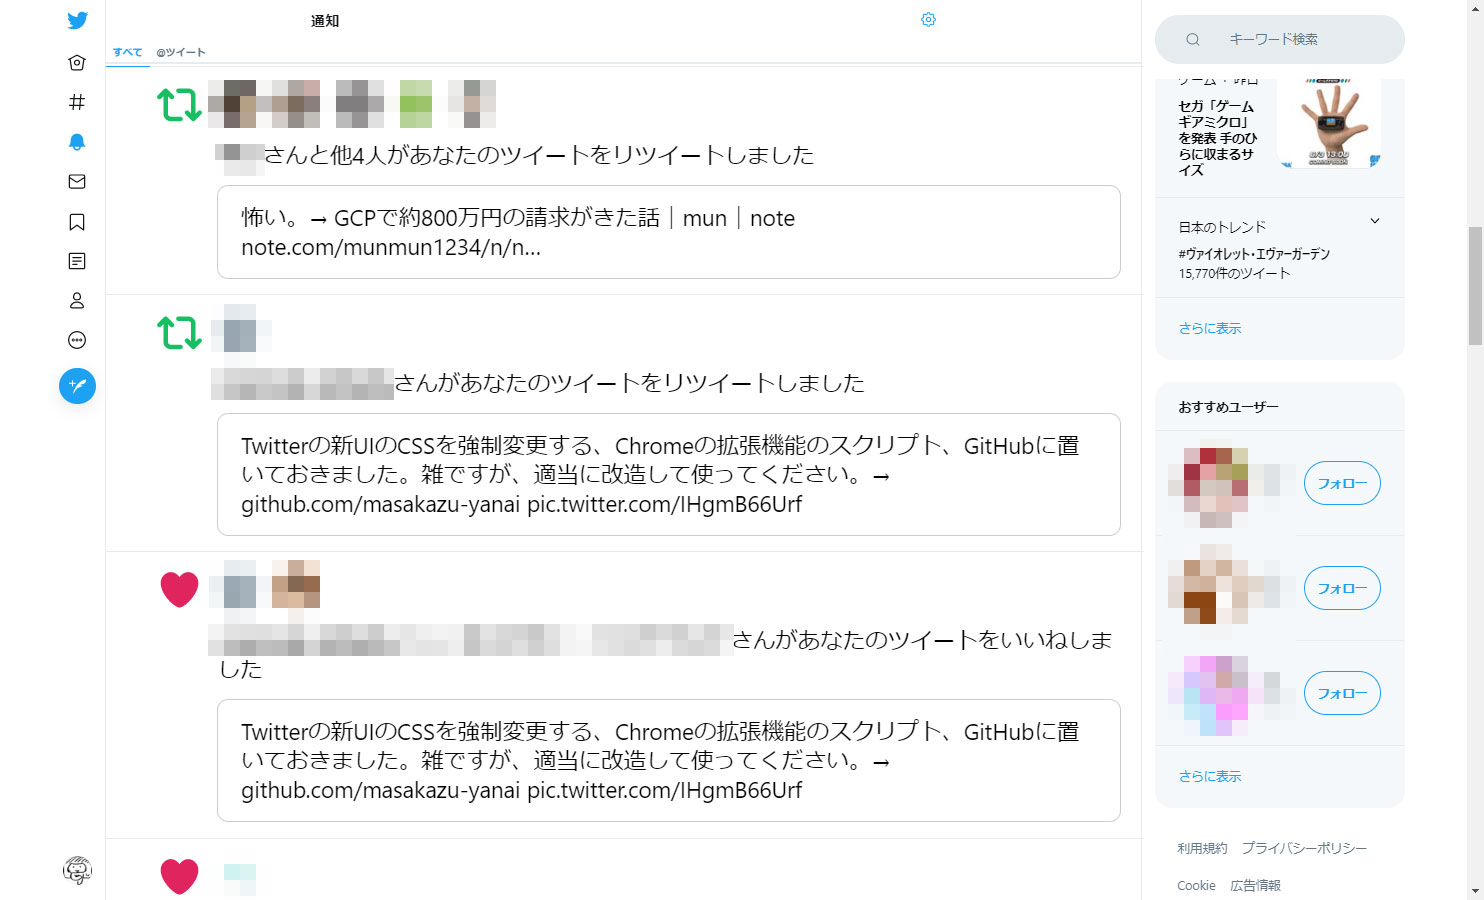 通知
すべて
@ツイート
さんと他4人があなたのツイートをリツイートしました
怖い。→ GCPで約800万円の請求がきた話｜mun｜note
note.com/munmun1234/n/n…
さんがあなたのツイートをリツイートしました
Twitterの新UIのCSSを強制変更する、Chromeの拡張機能のスクリプト、GitHubに置
いておきました。雑ですが、適当に改造して使ってください。→
github.com/masakazu-yanai pic.twitter.com/lHgmB66Urf
さんがあなたのツイートをいいねしま
した
Twitterの新UIのCSSを強制変更する、Chromeの拡張機能のスクリプト、GitHubに置
いておきました。雑ですが、適当に改造して使ってください。→
github.com/masakazu-yanai pic.twitter.com/lHgmB66Urf
キーワード検索
ゲーム · 昨日
セガ「ゲーム
ギアミクロ」
を発表 手のひ
らに収まるサ
イズ
日本のトレンド
#ヴァイオレット・エヴァーガーデン
15,770件のツイート
さらに表示
おすすめユーザー
フォロー
フォロー
フォロー
さらに表示
利用規約 プライバシーポリシー
Cookie 広告情報